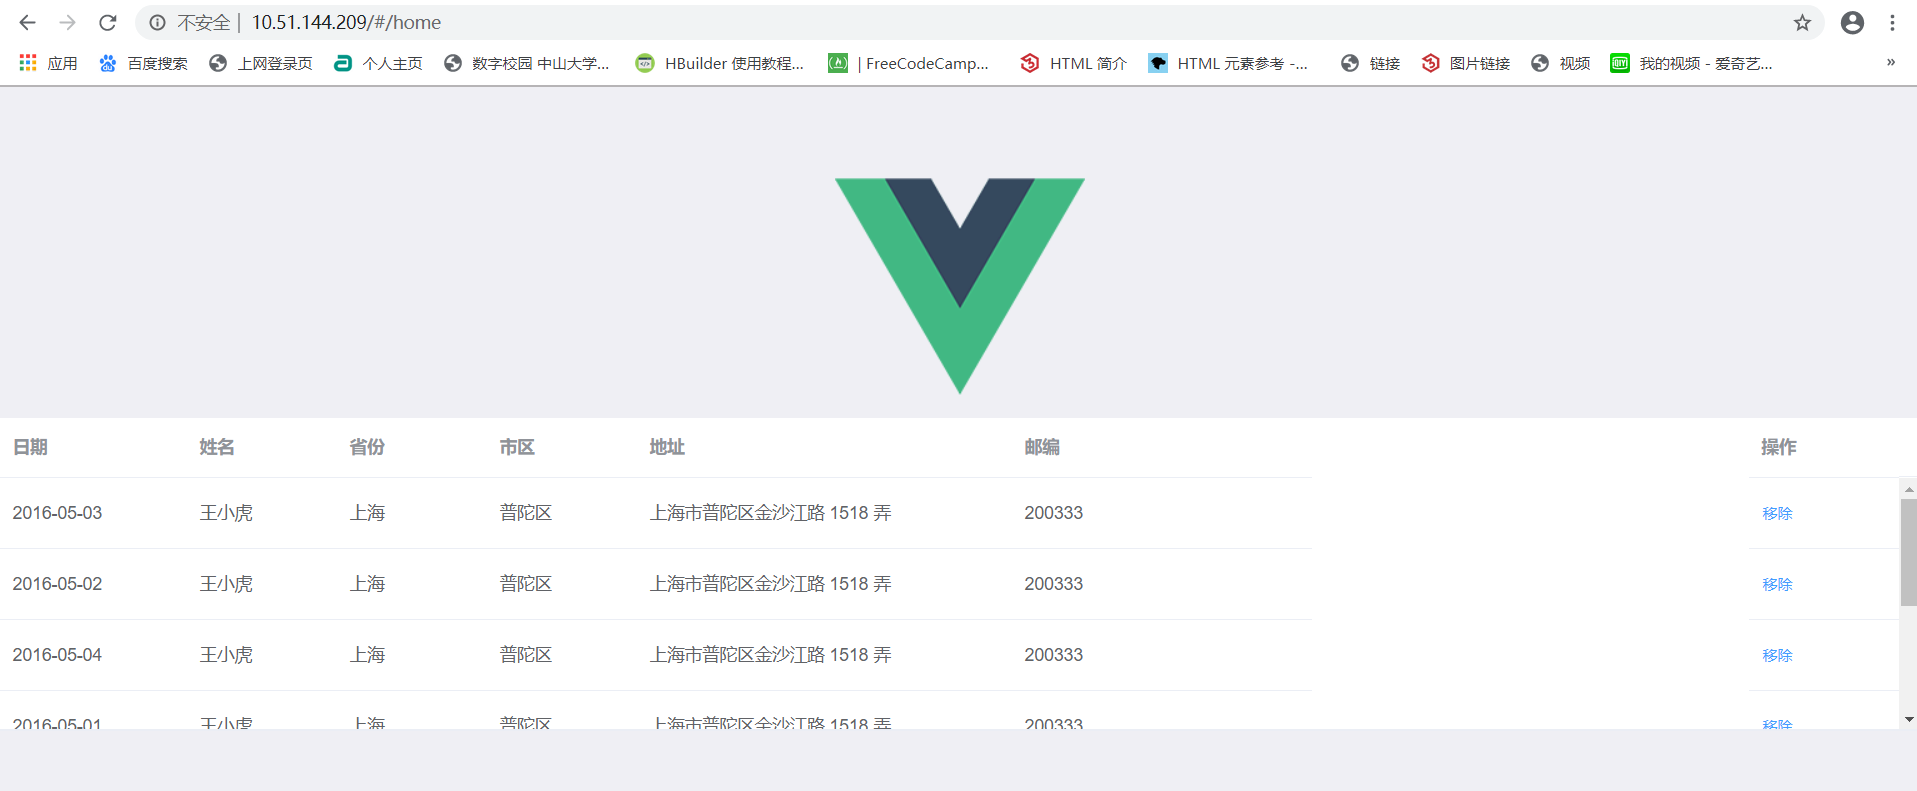 不安全 | 10.51.144.209/#/home
应用 百度搜索 上网登录页 个人主页 数字校园 中山大学... HBuilder 使用教程... | FreeCodeCamp... HTML 简介 HTML 元素参考 -... 链接 图片链接 视频 我的视频 - 爱奇艺... »
日期 姓名 省份 市区 地址 邮编 操作
2016-05-03 王小虎 上海 普陀区 上海市普陀区金沙江路 1518 弄 200333 移除
2016-05-02 王小虎 上海 普陀区 上海市普陀区金沙江路 1518 弄 200333 移除
2016-05-04 王小虎 上海 普陀区 上海市普陀区金沙江路 1518 弄 200333 移除
2016-05-01 王小虎 上海 普陀区 上海市普陀区金沙江路 1518 弄 200333 移除